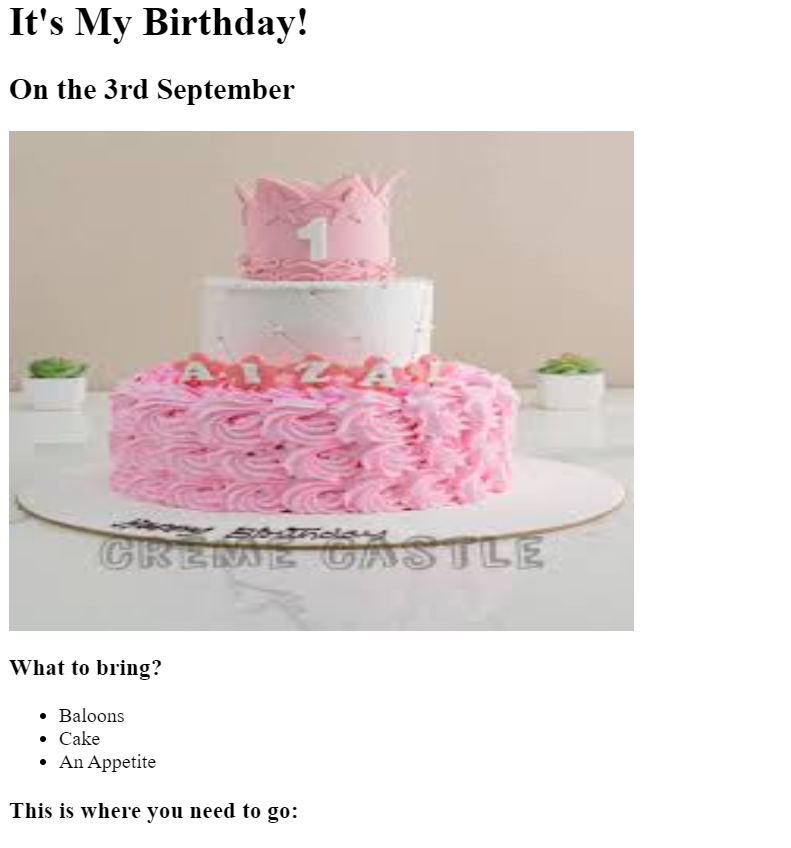 It's My Birthday!
On the 3rd September
1
AIZAL
Happy Birthday
CREME CASTLE
What to bring?
Baloons
Cake
An Appetite
This is where you need to go: